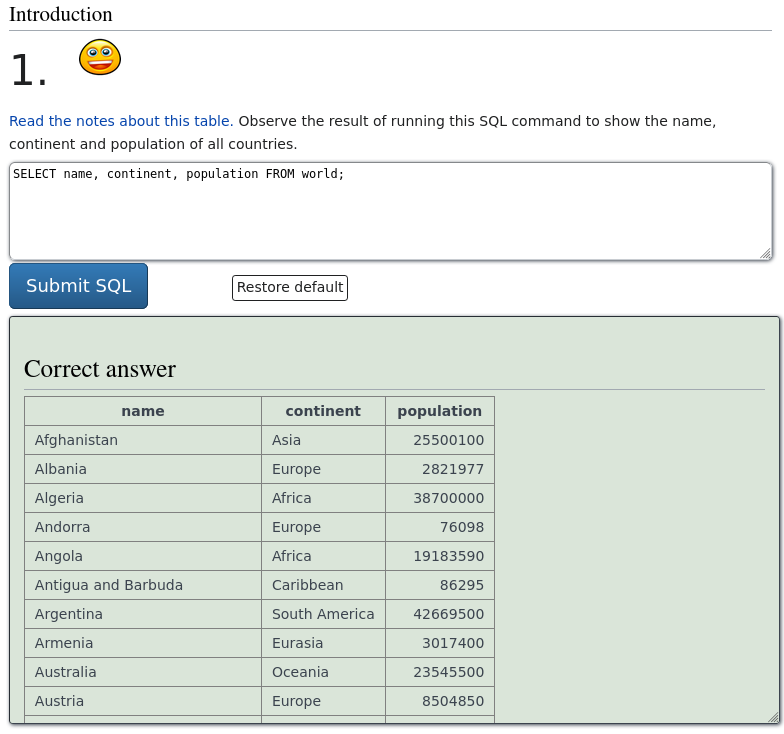 Introduction
1.
Read the notes about this table. Observe the result of running this SQL command to show the name,
continent and population of all countries.
SELECT name, continent, population FROM world;
Submit SQL
Restore default
Correct answer
name continent population
Afghanistan Asia 25500100
Albania Europe 2821977
Algeria Africa 38700000
Andorra Europe 76098
Angola Africa 19183590
Antigua and Barbuda Caribbean 86295
Argentina South America 42669500
Armenia Eurasia 3017400
Australia Oceania 23545500
Austria Europe 8504850